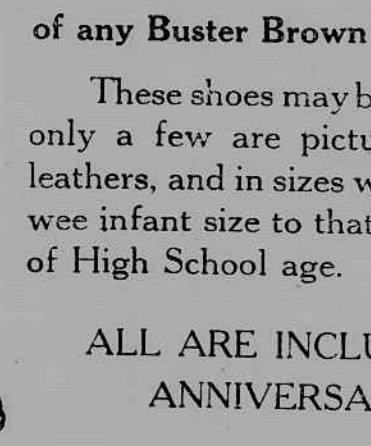 of any Buster Brown
These shoes may b
only a few are pictu
leathers, and in sizes w
wee infant size to that
of High School age.
ALL ARE INCLU
ANNIVERSA